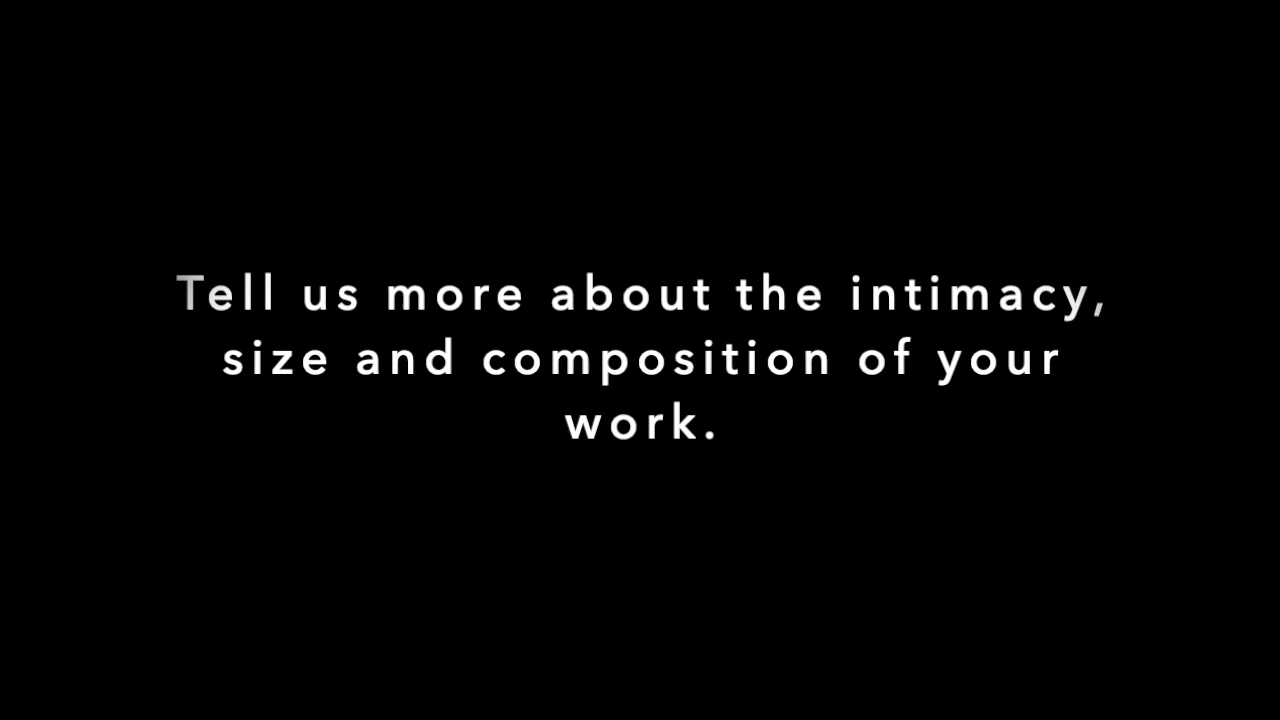 Tell us more about the intimacy,
size and composition of your
work.